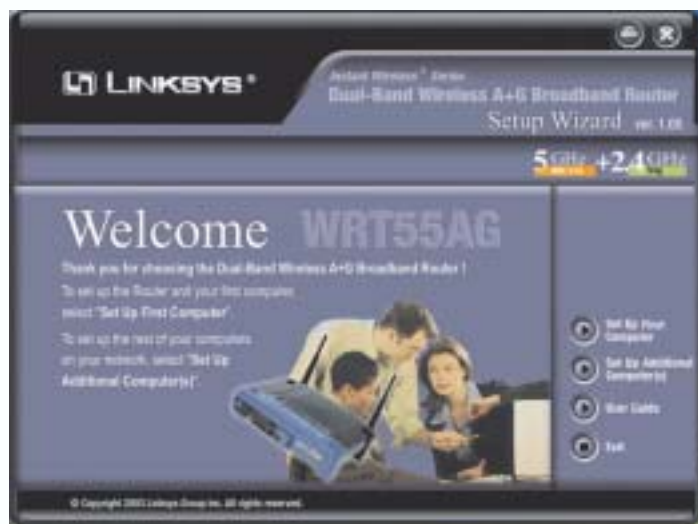 LINKSYS®
Instant Wireless® Series
Dual-Band Wireless A+G Broadband Router
Setup Wizard ver. 1.00
5 GHz +2.4 GHz
Welcome WRT55AG
Thank you for choosing the Dual-Band Wireless A+G Broadband Router !
To set up the Router and your first computer,
select "Set Up First Computer".
To set up the rest of your computers
on your network, select "Set Up
Additional Computer(s)".
Set Up Your
Computer
Set Up Additional
Computer(s)
User Guide
Exit
© Copyright 2003 Linksys Group Inc. All rights reserved.